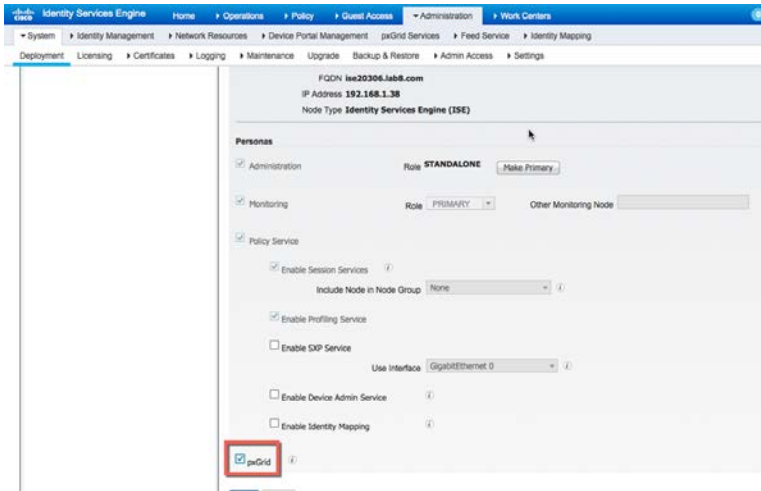 cisco Identity Services Engine Home Operations Policy Guest Access Administration Work Centers
System Identity Management Network Resources Device Portal Management pxGrid Services Feed Service Identity Mapping
Deployment Licensing Certificates Logging Maintenance Upgrade Backup & Restore Admin Access Settings
FQDN ise20306.lab8.com
IP Address 192.168.1.38
Node Type Identity Services Engine (ISE)
Personas
Administration Role STANDALONE Make Primary
Monitoring Role PRIMARY Other Monitoring Node
Policy Service
Enable Session Services
Include Node in Node Group None
Enable Profiling Service
Enable SXP Service
Use Interface GigabitEthernet 0
Enable Device Admin Service
Enable Identity Mapping
pxGrid